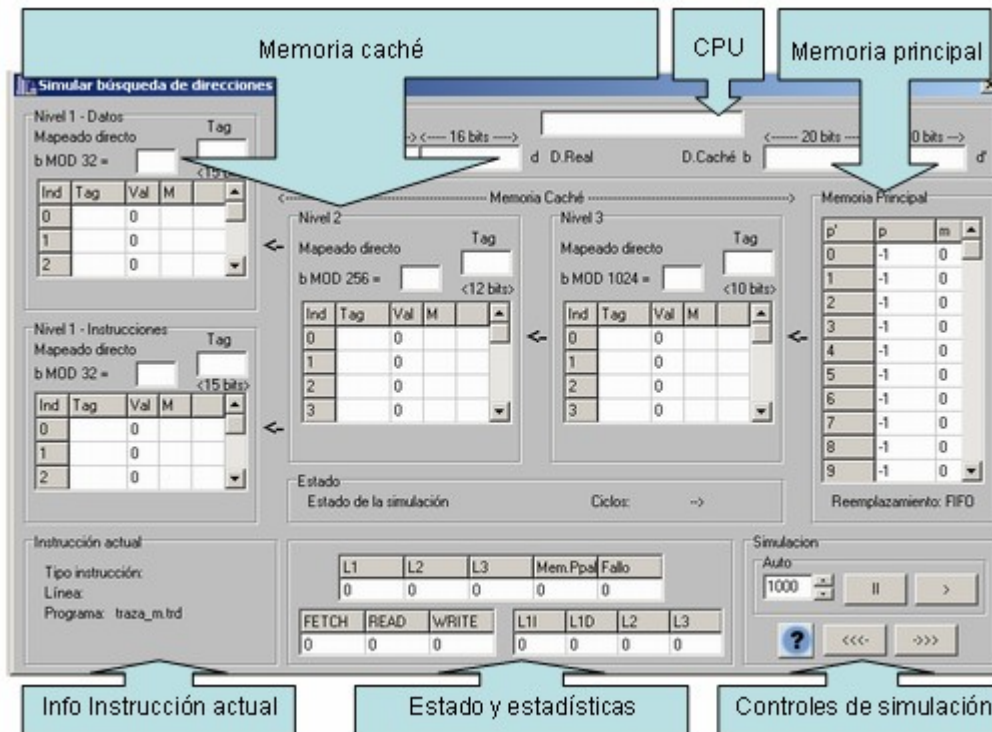 Memoria caché
CPU
Memoria principal
Simular búsqueda de direcciones
Nivel 1 - Datos
Mapeado directo
Tag
b MOD 32 =
Ind Tag Val M
0 0
1 0
2 0
<---- 16 bits ---->
d D.Real D.Caché b
<---- 20 bits
bits -->
d'
Memoria Caché
Nivel 2
Mapeado directo
Tag
b MOD 256 =
<12 bits>
Ind Tag Val M
0 0
1 0
2 0
3 0
Nivel 3
Mapeado directo
Tag
b MOD 1024 =
<10 bits>
Ind Tag Val M
0 0
1 0
2 0
3 0
Memoria Principal
p' p m
0 -1 0
1 -1 0
2 -1 0
3 -1 0
4 -1 0
5 -1 0
6 -1 0
7 -1 0
8 -1 0
9 -1 0
Reemplazamiento: FIFO
Nivel 1 - Instrucciones
Mapeado directo
Tag
b MOD 32 =
<15 bits>
Ind Tag Val M
0 0
1 0
2 0
Estado
Estado de la simulación Ciclos: -->
Instrucción actual
Tipo instrucción:
Línea:
Programa: traza_m.trd
L1 L2 L3 Mem.Ppal Fallo
0 0 0 0 0
FETCH READ WRITE
0 0 0
L1I L1D L2 L3
0 0 0 0
Simulacion
Auto
1000 II >
? <<<- ->>>
Info Instrucción actual
Estado y estadísticas
Controles de simulación